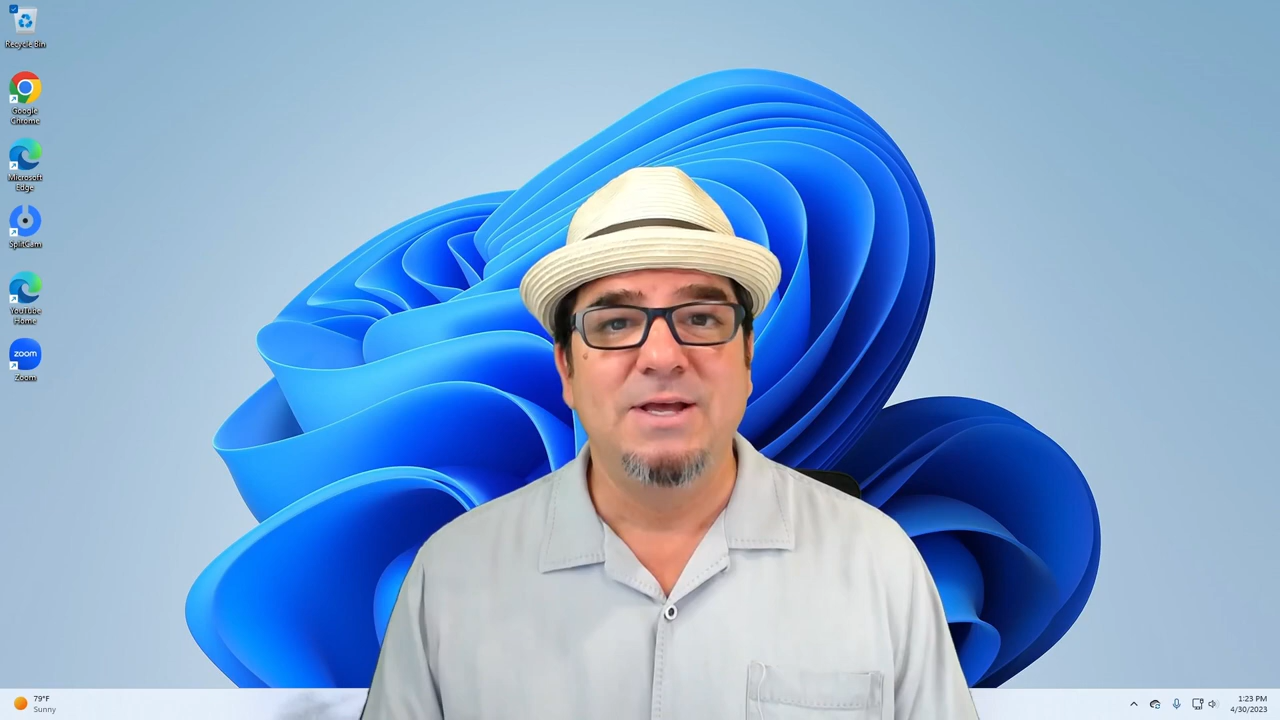 Recycle Bin
Google
Chrome
Microsoft
Edge
SplitCam
YouTube
Home
zoom
Zoom
79°F
Sunny
1:23 PM
4/30/2023